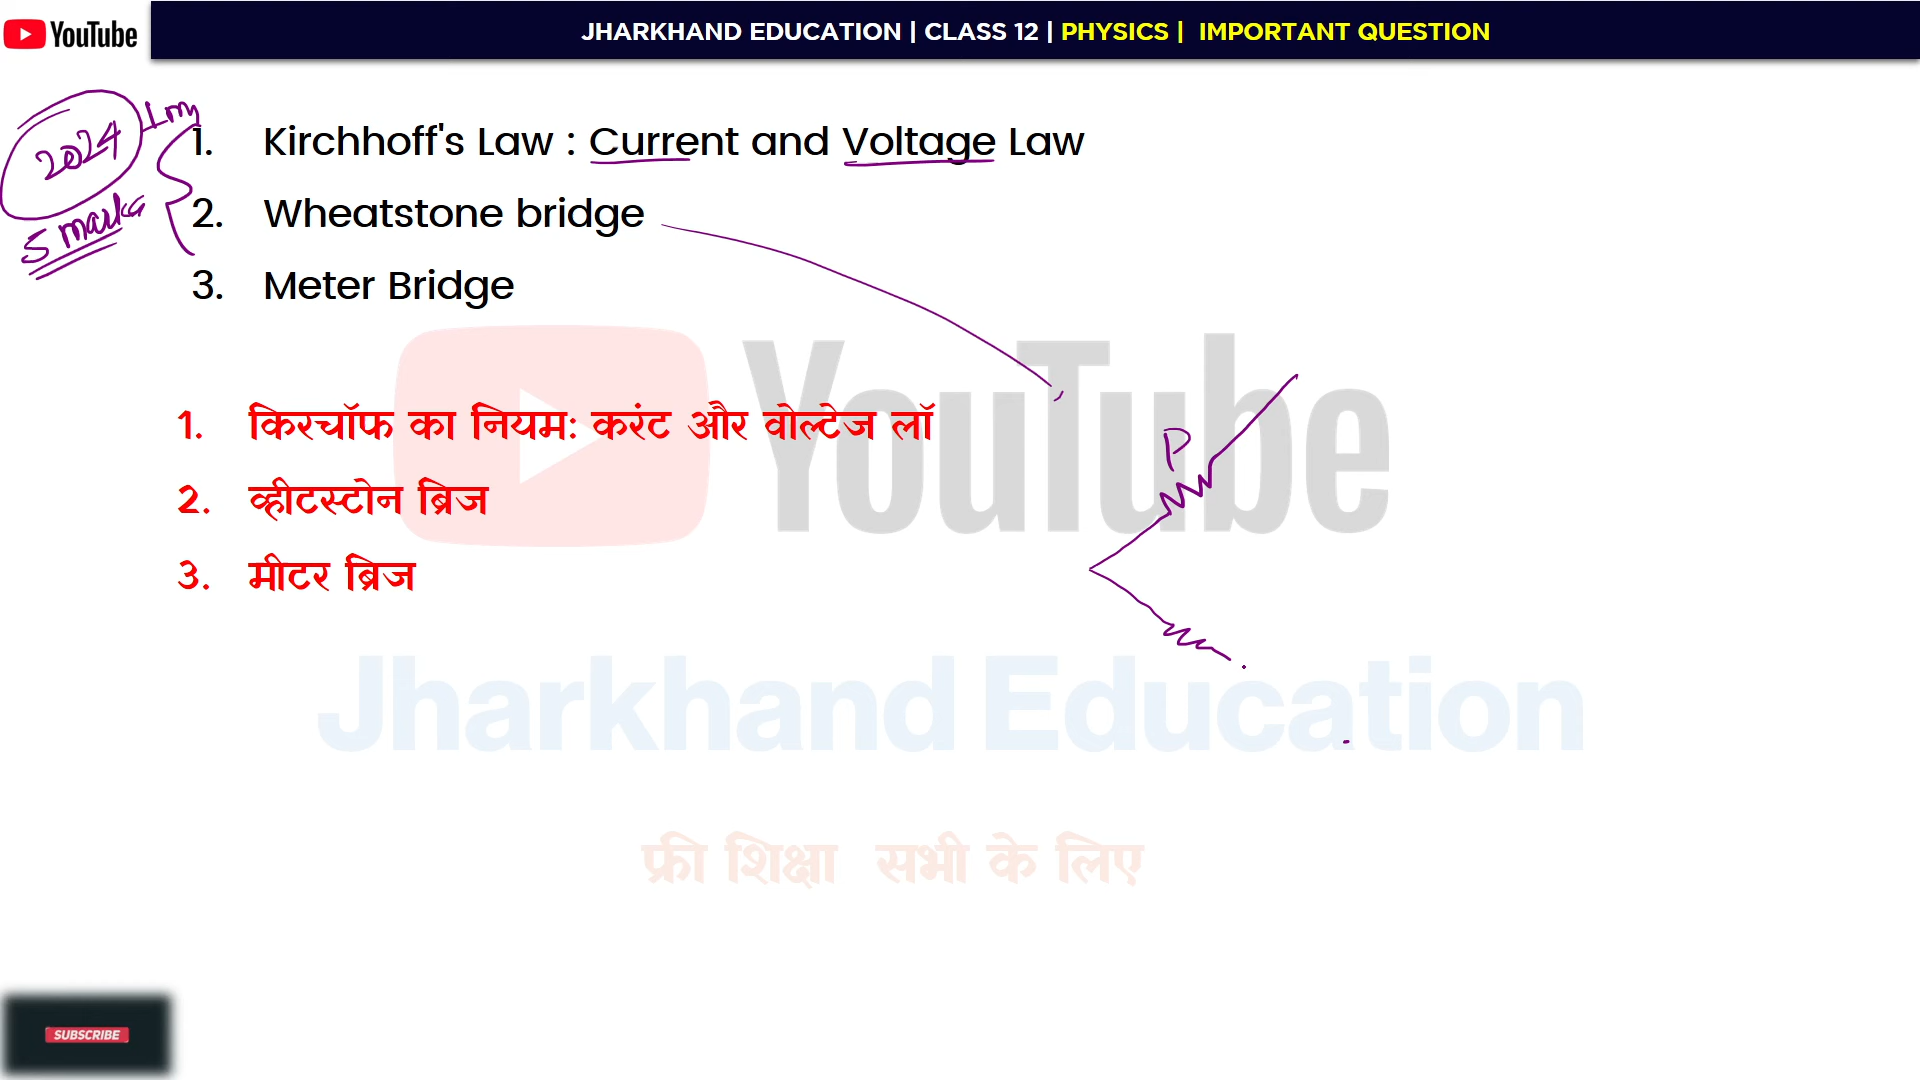 YouTube
JHARKHAND EDUCATION | CLASS 12 | PHYSICS | IMPORTANT QUESTION
2024
Imp
5 marks
1. Kirchhoff's Law : Current and Voltage Law
2. Wheatstone bridge
3. Meter Bridge
YouTube
1. किरचॉफ का नियमः करंट और वोल्टेज लॉ
2. व्हीटस्टोन ब्रिज
3. मीटर ब्रिज
P
Jharkhand Education
फ्री शिक्षा सभी के लिए
SUBSCRIBE